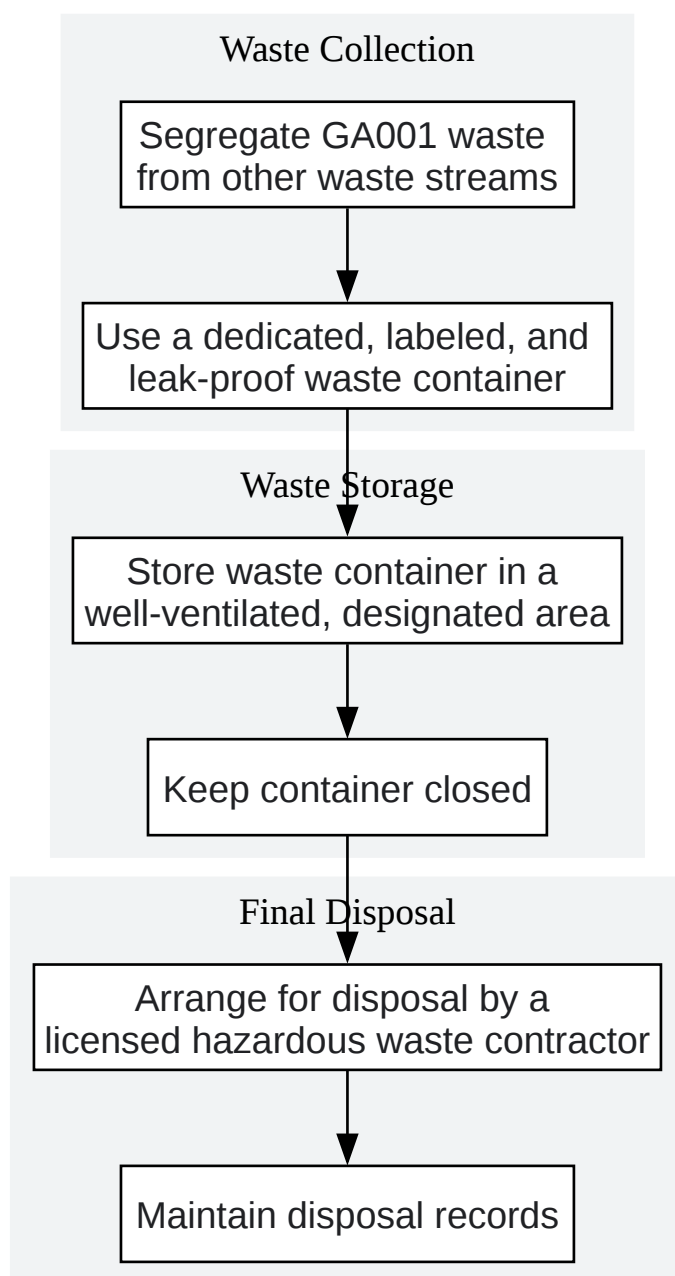 Waste Collection
Segregate GA001 waste
from other waste streams
Use a dedicated, labeled, and
leak-proof waste container
Waste Storage
Store waste container in a
well-ventilated, designated area
Keep container closed
Final Disposal
Arrange for disposal by a
licensed hazardous waste contractor
Maintain disposal records